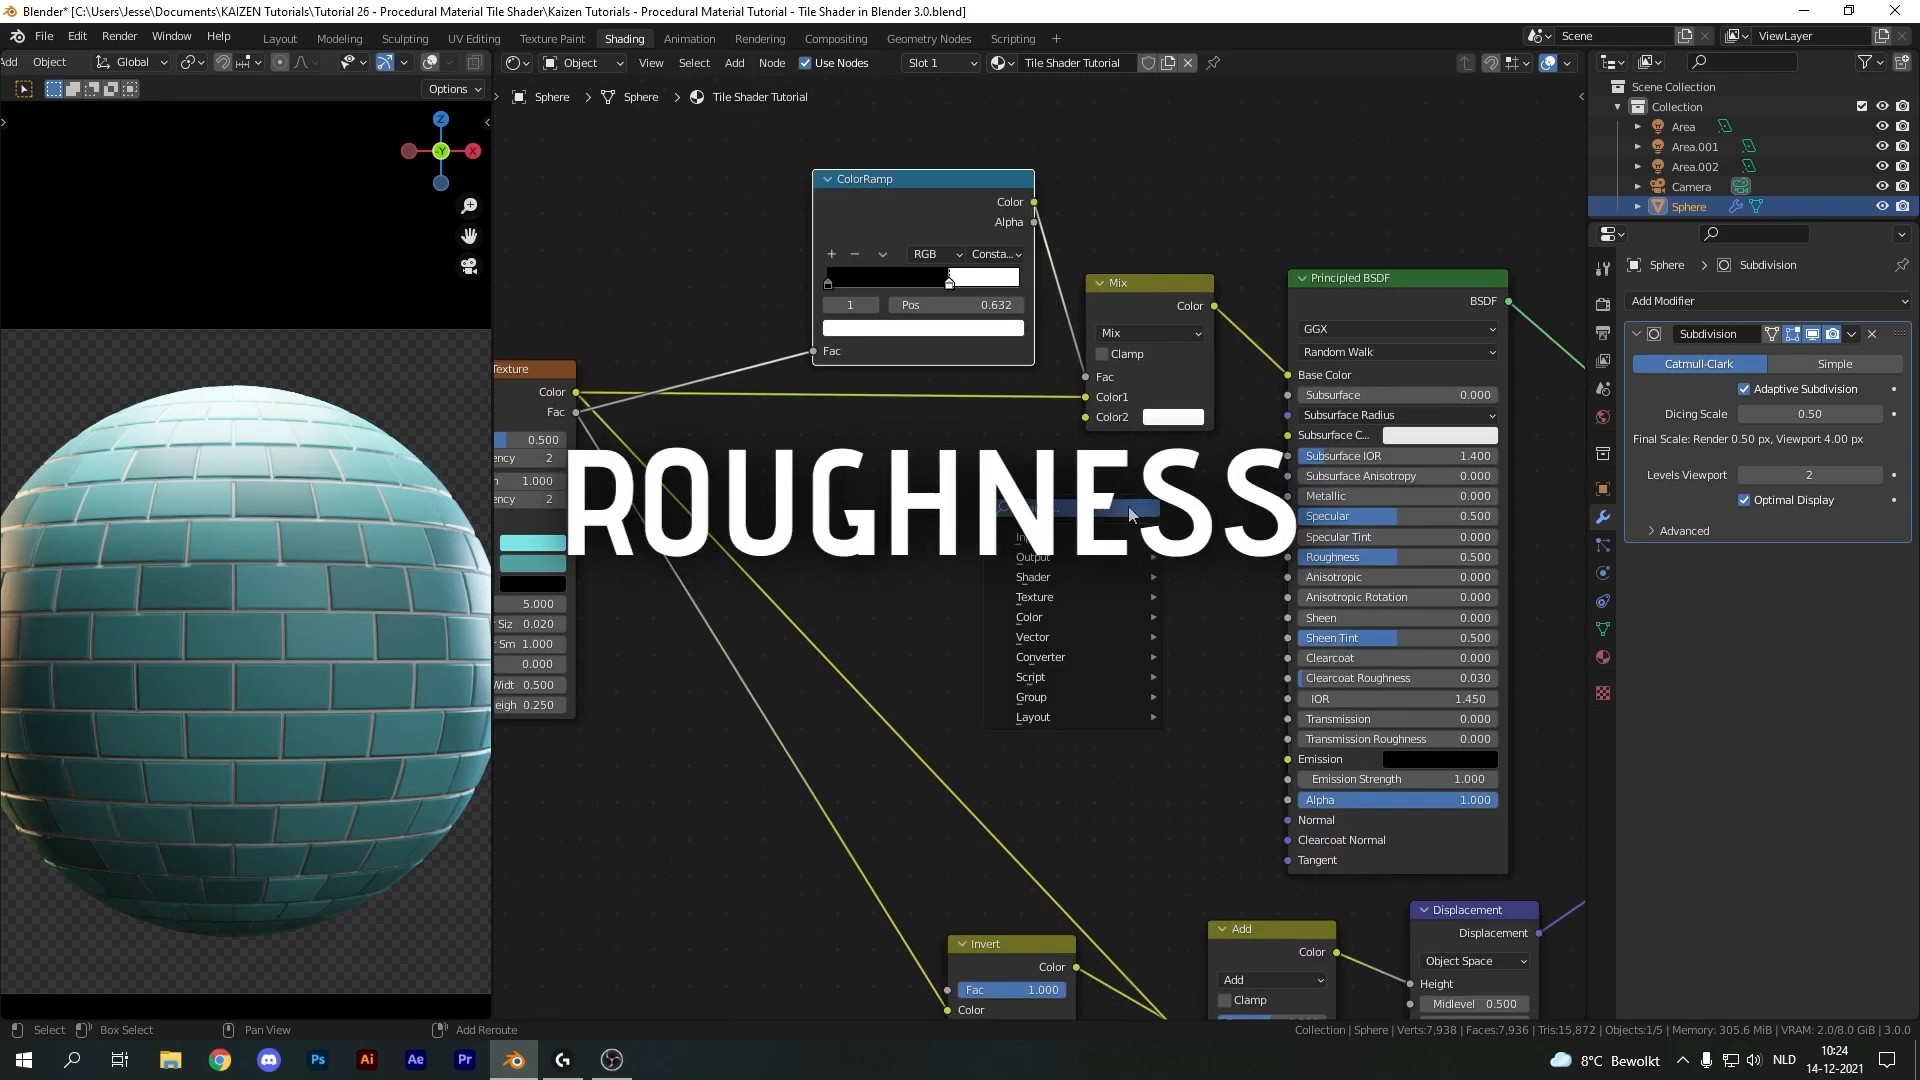 Blender* [C:\Users\Jesse\Documents\KAIZEN Tutorials\Tutorial 26 - Procedural Material Tile Shader\Kaizen Tutorials - Procedural Material Tutorial - Tile Shader in Blender 3.0.blend]
File Edit Render Window Help Layout Modeling Sculpting UV Editing Texture Paint Shading Animation Rendering Compositing Geometry Nodes Scripting + Scene ViewLayer
Add Object Global Object View Select Add Node Use Nodes Slot 1 Tile Shader Tutorial
Options
Sphere > Sphere > Tile Shader Tutorial
Z
-Y X
ColorRamp
Color
Alpha
RGB Consta...
1 Pos 0.632
Fac
Mix
Color
Mix
Clamp
Fac
Color1
Color2
Texture
Color
Fac
0.500
ency 2
1.000
ency 2
5.000
Siz 0.020
Sm 1.000
0.000
Widt 0.500
eigh 0.250
ROUGHNESS
Output
Shader
Texture
Color
Vector
Converter
Script
Group
Layout
Principled BSDF
BSDF
GGX
Random Walk
Base Color
Subsurface 0.000
Subsurface Radius
Subsurface C...
Subsurface IOR 1.400
Subsurface Anisotropy 0.000
Metallic 0.000
Specular 0.500
Specular Tint 0.000
Roughness 0.500
Anisotropic 0.000
Anisotropic Rotation 0.000
Sheen 0.000
Sheen Tint 0.500
Clearcoat 0.000
Clearcoat Roughness 0.030
IOR 1.450
Transmission 0.000
Transmission Roughness 0.000
Emission
Emission Strength 1.000
Alpha 1.000
Normal
Clearcoat Normal
Tangent
Invert
Color
Fac 1.000
Color
Add
Color
Add
Clamp
Displacement
Displacement
Object Space
Height
Midlevel 0.500
Scene Collection
Collection
Area
Area.001
Area.002
Camera
Sphere
Sphere > Subdivision
Add Modifier
Subdivision
Catmull-Clark Simple
Adaptive Subdivision
Dicing Scale 0.50
Final Scale: Render 0.50 px, Viewport 4.00 px
Levels Viewport 2
Optimal Display
Advanced
Select Box Select Pan View Add Reroute Collection | Sphere | Verts:7,938 | Faces:7,936 | Tris:15,872 | Objects:1/5 | Memory: 305.6 MiB | VRAM: 2.0/8.0 GiB | 3.0.0
Ps Ai Ae Pr 8°C Bewolkt NLD 10:24
14-12-2021